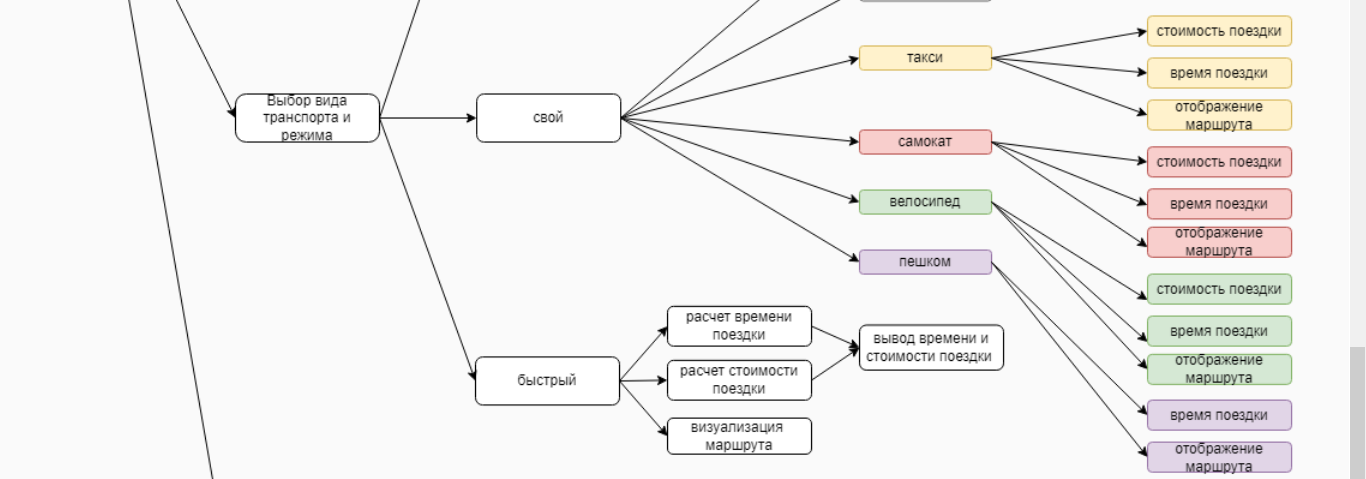 Выбор вида
транспорта и
режима
свой
такси
стоимость поездки
время поездки
отображение
маршрута
самокат
стоимость поездки
время поездки
отображение
маршрута
велосипед
стоимость поездки
время поездки
отображение
маршрута
пешком
время поездки
отображение
маршрута
быстрый
расчет времени
поездки
расчет стоимости
поездки
визуализация
маршрута
вывод времени и
стоимости поездки